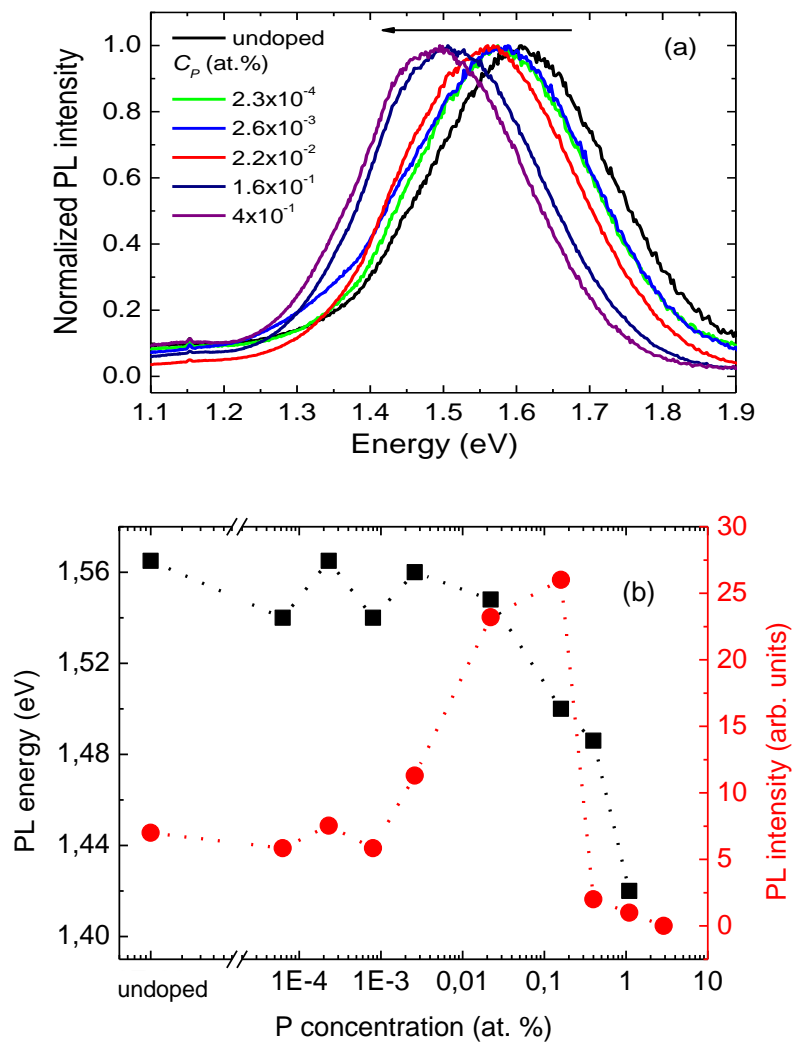 (a)
undoped
C_P (at.%)
2.3x10⁻⁴
2.6x10⁻³
2.2x10⁻²
1.6x10⁻¹
4x10⁻¹
Normalized PL intensity
1.0
0.8
0.6
0.4
0.2
0.0
1.1 1.2 1.3 1.4 1.5 1.6 1.7 1.8 1.9
Energy (eV)
(b)
PL energy (eV)
1,56
1,52
1,48
1,44
1,40
30
25
20
15
10
5
0
PL intensity (arb. units)
undoped 1E-4 1E-3 0,01 0,1 1 10
P concentration (at. %)